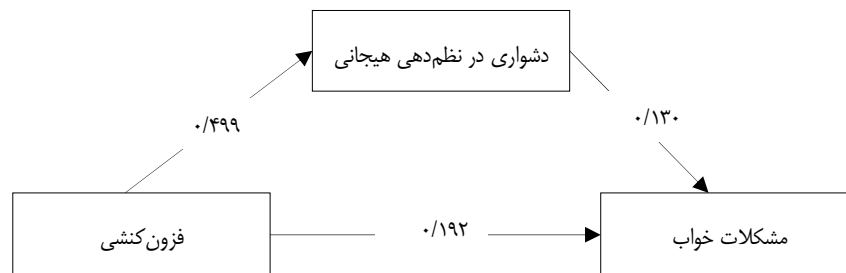 دشواری در نظم‌دهی هیجانی
۰/۴۹۹
۰/۱۳۰
فزون‌کنشی
۰/۱۹۲
مشکلات خواب